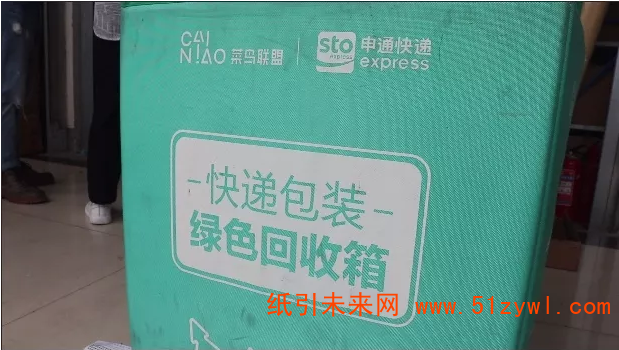 CAI NIAO 菜鸟联盟 | sto express 申通快递 express
-快递包装-
绿色回收箱
纸引未来网 www.51zywl.com